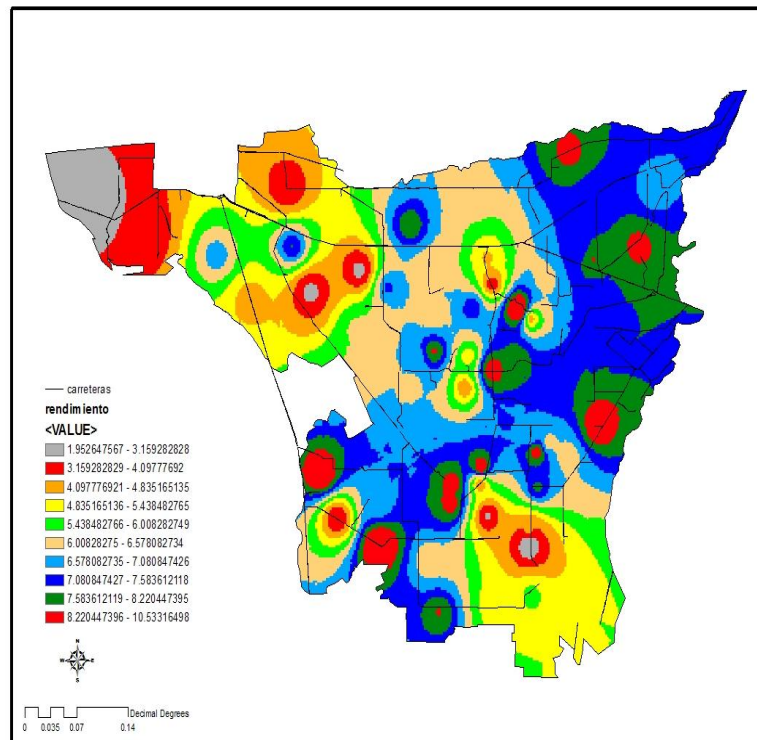 carreteras
rendimiento
<VALUE>
1.952647567 - 3.159282828
3.159282829 - 4.09777692
4.097776921 - 4.835165135
4.835165136 - 5.438482765
5.438482766 - 6.008282749
6.00828275 - 6.578082734
6.578082735 - 7.080847426
7.080847427 - 7.583612118
7.583612119 - 8.220447395
8.220447396 - 10.53316498
N
W E
S
Decimal Degrees
0 0.035 0.07 0.14